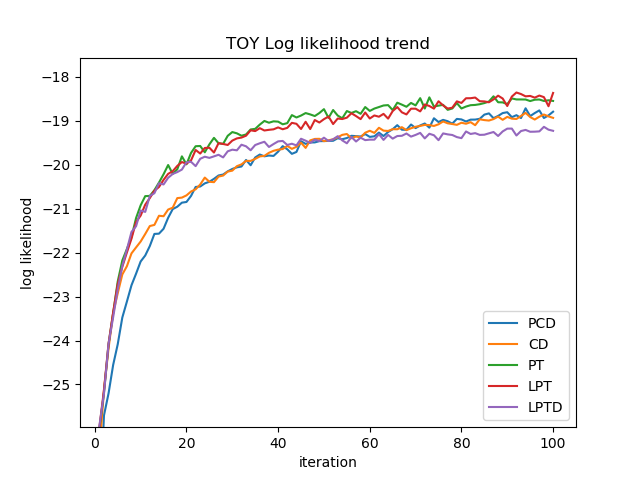 TOY Log likelihood trend
log likelihood
−18
−19
−20
−21
−22
−23
−24
−25
0
20
40
60
80
100
iteration
PCD
CD
PT
LPT
LPTD